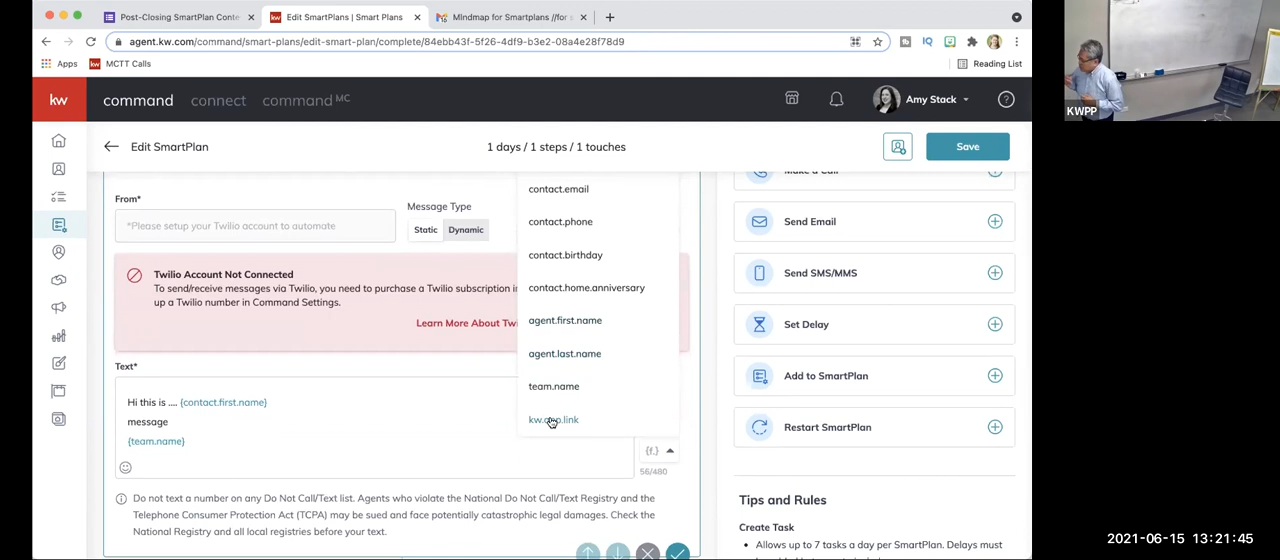 Post-Closing SmartPlan Conte
Edit SmartPlans | Smart Plans
MIndmap for Smartplans //for
agent.kw.com/command/smart-plans/edit-smart-plan/complete/84ebb43f-5f26-4df9-b3e2-08a4e28f78d9
Apps
MCTT Calls
Reading List
kw
command
connect
command MC
Amy Stack
KWPP
Edit SmartPlan
1 days / 1 steps / 1 touches
Save
From*
*Please setup your Twilio account to automate
Message Type
Static
Dynamic
Twilio Account Not Connected
To send/receive messages via Twilio, you need to purchase a Twilio subscription
up a Twilio number in Command Settings.
Learn More About
contact.email
contact.phone
contact.birthday
contact.home.anniversary
agent.first.name
agent.last.name
team.name
Text*
Hi this is .... {contact.first.name}
message
{team.name}
{f.}
56/480
Do not text a number on any Do Not Call/Text list. Agents who violate the National Do Not Call/Text Registry and the
Telephone Consumer Protection Act (TCPA) may be sued and face potentially catastrophic legal damages. Check the
National Registry and all local registries before your text.
Make a Call
Send Email
Send SMS/MMS
Set Delay
Add to SmartPlan
Restart SmartPlan
Tips and Rules
Create Task
• Allows up to 7 tasks a day per SmartPlan. Delays must
2021-06-15 13:21:45